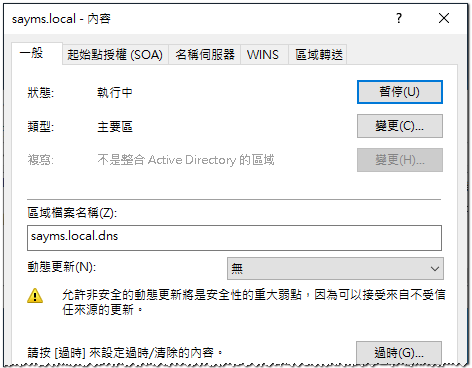 sayms.local - 內容
? ×
一般 起始點授權 (SOA) 名稱伺服器 WINS 區域轉送
狀態: 執行中 暫停(U)
類型: 主要區 變更(C)...
複寫: 不是整合 Active Directory 的區域 變更(H)...
區域檔案名稱(Z):
sayms.local.dns
動態更新(N): 無
允許非安全的動態更新將是安全性的重大弱點，因為可以接受來自不受信
任來源的更新。
請按 [過時] 來設定過時/清除的內容。 過時(G)...